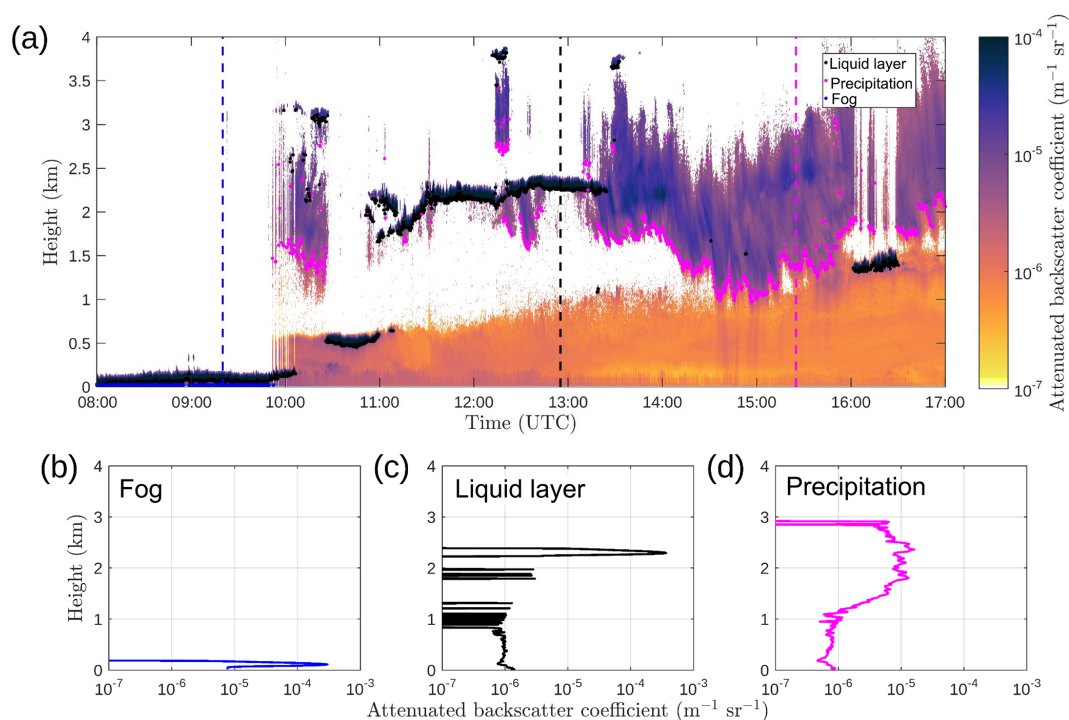 (a)
4
3.5
3
2.5
2
1.5
1
0.5
0
Height (km)
08:00 09:00 10:00 11:00 12:00 13:00 14:00 15:00 16:00 17:00
Time (UTC)
Liquid layer
Precipitation
Fog
10⁻⁴
10⁻⁵
10⁻⁶
10⁻⁷
Attenuated backscatter coefficient (m⁻¹ sr⁻¹)
(b)
Fog
4
3
2
1
0
Height (km)
10⁻⁷ 10⁻⁶ 10⁻⁵ 10⁻⁴ 10⁻³
(c)
Liquid layer
4
3
2
1
0
10⁻⁷ 10⁻⁶ 10⁻⁵ 10⁻⁴ 10⁻³
(d)
Precipitation
4
3
2
1
0
10⁻⁷ 10⁻⁶ 10⁻⁵ 10⁻⁴ 10⁻³
Attenuated backscatter coefficient (m⁻¹ sr⁻¹)